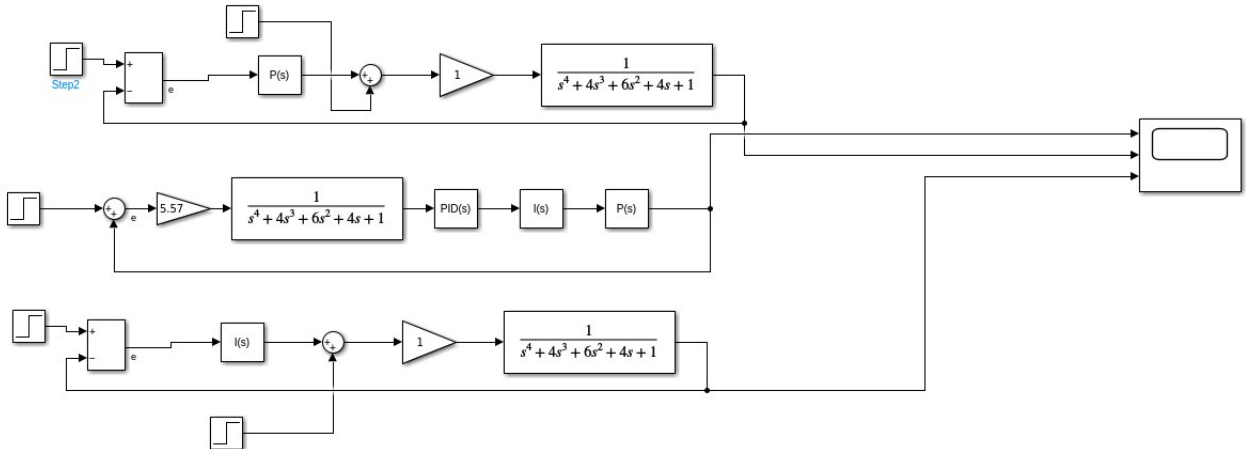 +
−
Step2
e
P(s)
+
+
1
1
s⁴ + 4s³ + 6s² + 4s + 1
+
+
e
5.57
1
s⁴ + 4s³ + 6s² + 4s + 1
PID(s)
I(s)
P(s)
+
−
e
I(s)
+
+
1
1
s⁴ + 4s³ + 6s² + 4s + 1